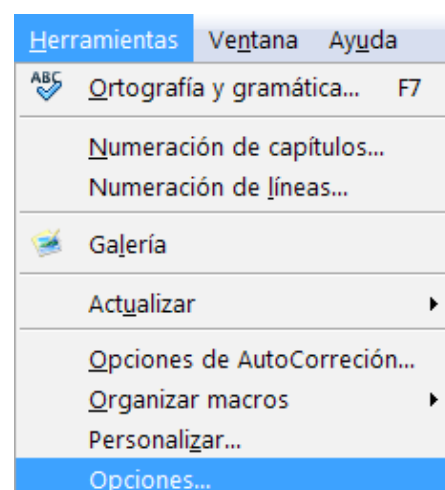 Herramientas Ventana Ayuda
ABC Ortografía y gramática... F7
Numeración de capítulos...
Numeración de líneas...
Galería
Actualizar
Opciones de AutoCorreción...
Organizar macros
Personalizar...
Opciones...